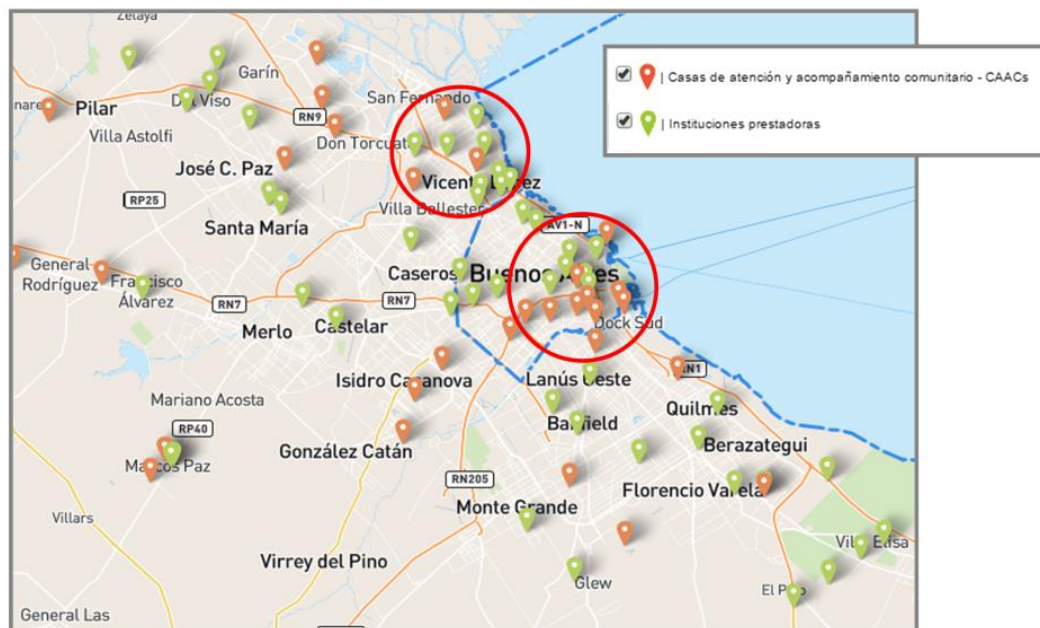 Zelaya
Garín
San Fernando
Pilar
Del Viso
RN9
Villa Astolfi
Don Torcuato
José C. Paz
Vicente López
RP25
Villa Ballester
Santa María
AV1-N
General
Rodríguez
Francisco
Álvarez
Caseros
Buenos Aires
RN7
RN7
Merlo
Castelar
Dock Sud
Isidro Casanova
Lanús Oeste
RN1
Mariano Acosta
Quilmes
RP40
Banfield
Berazategui
González Catán
Marcos Paz
RN205
Florencio Varela
Monte Grande
Villars
Villa Elisa
Virrey del Pino
Glew
El Pato
General Las
| Casas de atención y acompañamiento comunitario - CAACs
| Instituciones prestadoras